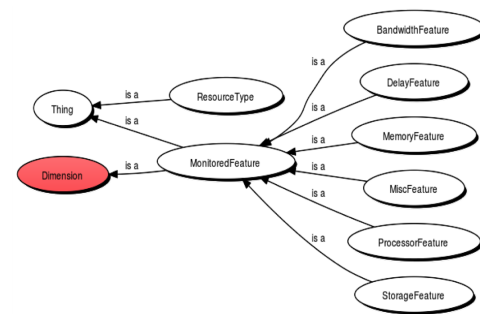 BandwidthFeature
is a
DelayFeature
is a
ResourceType
is a
Thing
is a
is a
MemoryFeature
MonitoredFeature
is a
Dimension
is a
MiscFeature
is a
ProcessorFeature
is a
StorageFeature